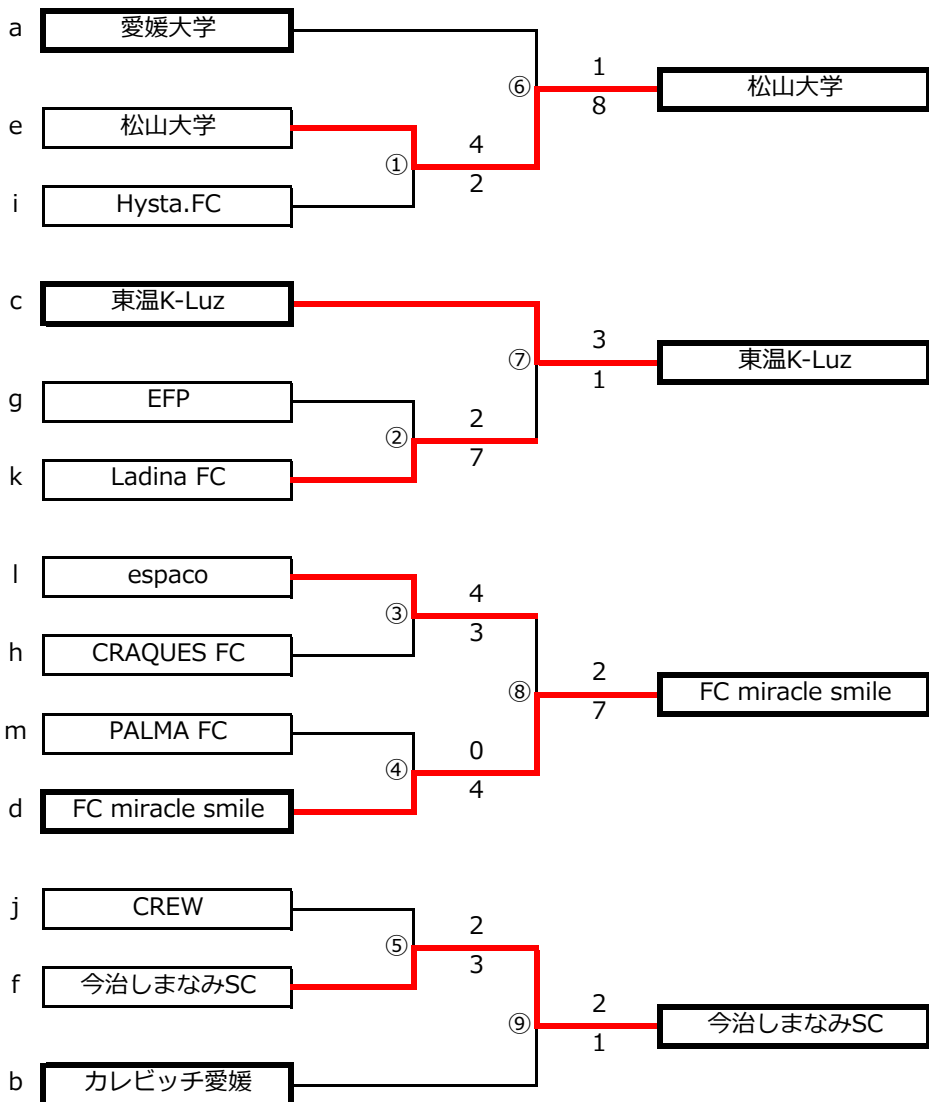 a 愛媛大学
⑥ 1 松山大学
8
e 松山大学
① 4
2
i Hysta.FC
c 東温K-Luz
⑦ 3 東温K-Luz
1
g EFP
② 2
7
k Ladina FC
l espaco
③ 4
3
h CRAQUES FC
⑧ 2 FC miracle smile
7
m PALMA FC
④ 0
4
d FC miracle smile
j CREW
⑤ 2
3
f 今治しまなみSC
⑨ 2 今治しまなみSC
1
b カレビッチ愛媛